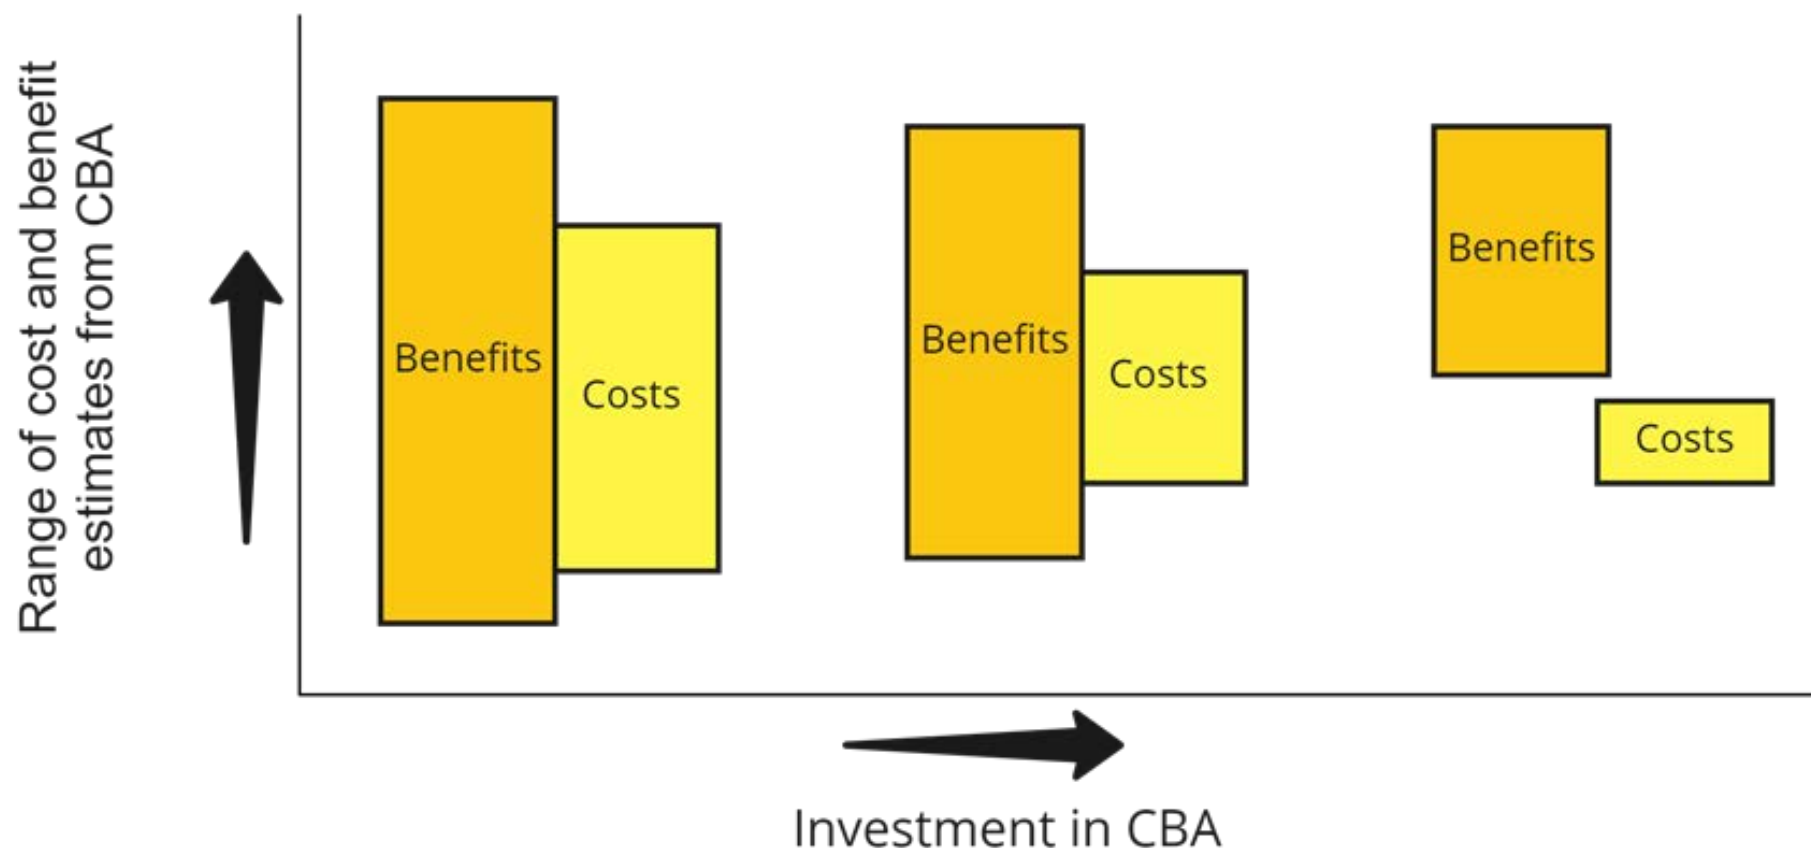 Range of cost and benefit
estimates from CBA
Benefits
Costs
Benefits
Costs
Benefits
Costs
Investment in CBA